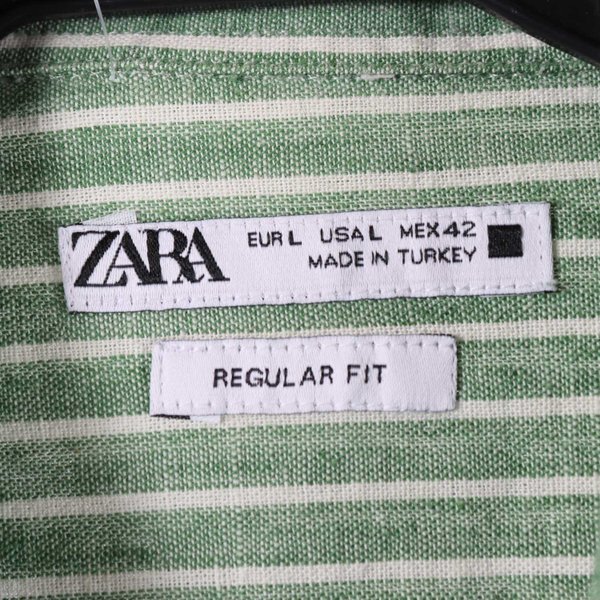 ZARA
EUR L USA L MEX 42
MADE IN TURKEY
REGULAR FIT